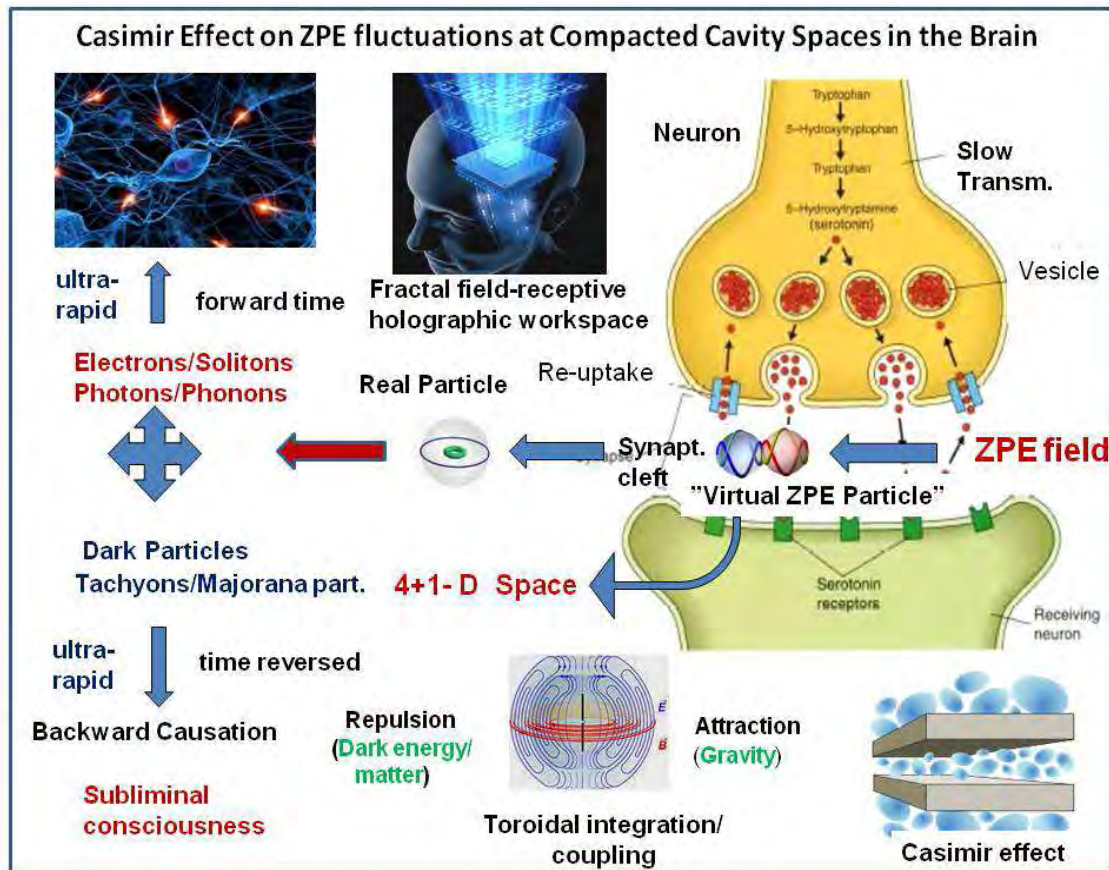 Casimir Effect on ZPE fluctuations at Compacted Cavity Spaces in the Brain
Neuron
Tryptophan
5-Hydroxytryptophan
Tryptophan
5-Hydroxytryptamine
(serotonin)
Slow
Transm.
Vesicle
ultra-
rapid
forward time
Fractal field-receptive
holographic workspace
Electrons/Solitons
Photons/Phonons
Real Particle
Re-uptake
Synapt.
cleft
ZPE field
"Virtual ZPE Particle"
Dark Particles
Tachyons/Majorana part.
4+1- D Space
Serotonin
receptors
Receiving
neuron
ultra-
rapid
time reversed
Backward Causation
Repulsion
(Dark energy/
matter)
E
B
Attraction
(Gravity)
Subliminal
consciousness
Toroidal integration/
coupling
Casimir effect